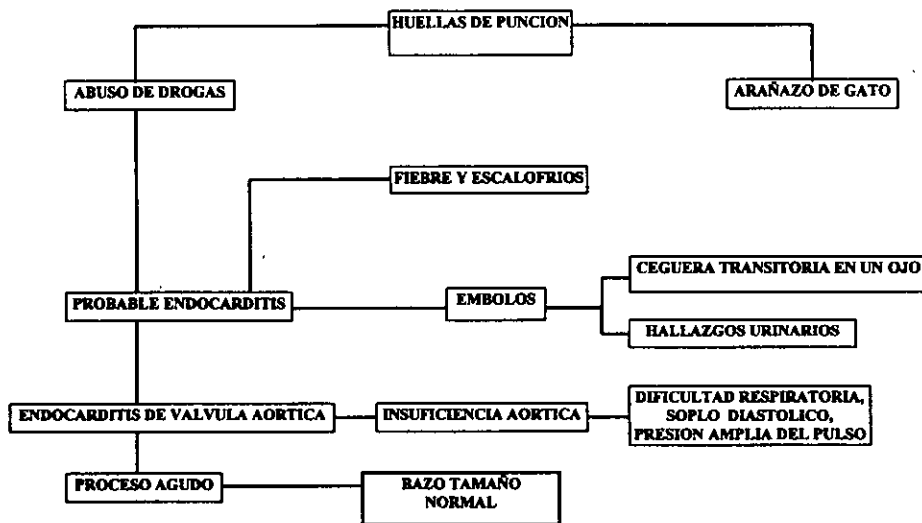 HUELLAS DE PUNCION
ABUSO DE DROGAS
ARAÑAZO DE GATO
FIEBRE Y ESCALOFRIOS
CEGUERA TRANSITORIA EN UN OJO
PROBABLE ENDOCARDITIS
EMBOLOS
HALLAZGOS URINARIOS
ENDOCARDITIS DE VALVULA AORTICA
INSUFICIENCIA AORTICA
DIFICULTAD RESPIRATORIA,
SOPLO DIASTOLICO,
PRESION AMPLIA DEL PULSO
PROCESO AGUDO
BAZO TAMAÑO
NORMAL